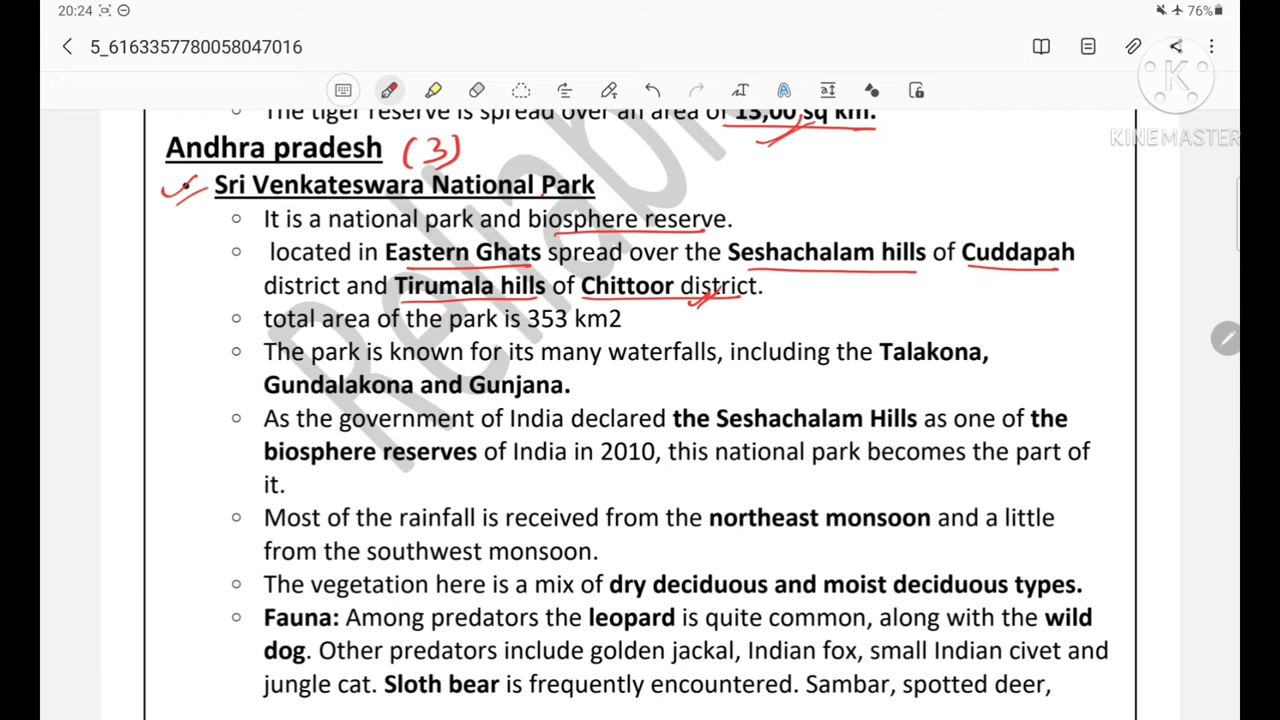 20:24 76%
5_6163357780058047016
K
KINEMASTER
The tiger reserve is spread over an area of 13,00 sq km.
Andhra pradesh (3)
Sri Venkateswara National Park
It is a national park and biosphere reserve.
located in Eastern Ghats spread over the Seshachalam hills of Cuddapah
district and Tirumala hills of Chittoor district.
total area of the park is 353 km2
The park is known for its many waterfalls, including the Talakona,
Gundalakona and Gunjana.
As the government of India declared the Seshachalam Hills as one of the
biosphere reserves of India in 2010, this national park becomes the part of
it.
Most of the rainfall is received from the northeast monsoon and a little
from the southwest monsoon.
The vegetation here is a mix of dry deciduous and moist deciduous types.
Fauna: Among predators the leopard is quite common, along with the wild
dog. Other predators include golden jackal, Indian fox, small Indian civet and
jungle cat. Sloth bear is frequently encountered. Sambar, spotted deer,